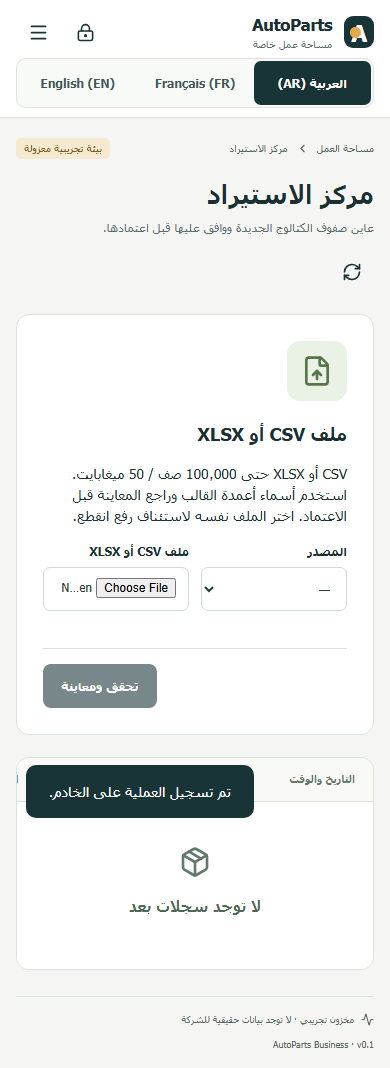 AutoParts
مساحة عمل خاصة
العربية (AR)
Français (FR)
English (EN)
مساحة العمل
مركز الاستيراد
بيئة تجريبية معزولة
مركز الاستيراد
عاين صفوف الكتالوج الجديدة ووافق عليها قبل اعتمادها.
ملف CSV أو XLSX
CSV أو XLSX حتى 100,000 صف / 50 ميغابايت.
استخدم أسماء أعمدة القالب وراجع المعاينة قبل
الاعتماد. اختر الملف نفسه لاستئناف رفع انقطع.
المصدر
—
ملف CSV أو XLSX
Choose File
N...en
تحقق ومعاينة
التاريخ والوقت
تم تسجيل العملية على الخادم.
لا توجد سجلات بعد
مخزون تجريبي · لا توجد بيانات حقيقية للشركة
AutoParts Business · v0.1